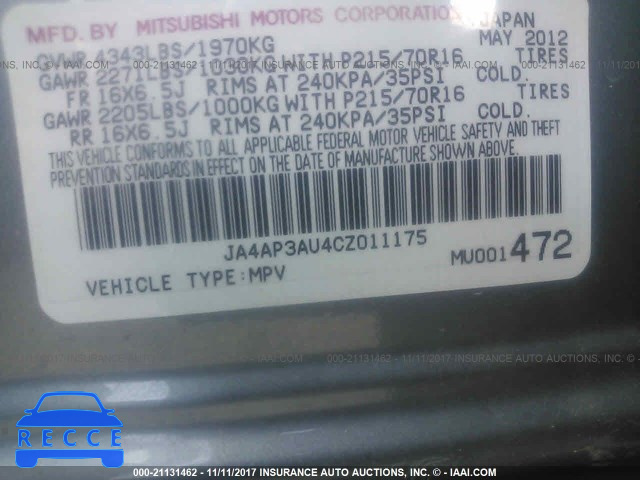 MFD. BY MITSUBISHI MOTORS CORPORATION JAPAN
GVWR 4343LBS/1970KG MAY 2012
GAWR 2271LBS/1030KG WITH P215/70R16 TIRES
FR 16X6.5J RIMS AT 240KPA/35PSI COLD.
GAWR 2205LBS/1000KG WITH P215/70R16 TIRES
RR 16X6.5J RIMS AT 240KPA/35PSI COLD.
THIS VEHICLE CONFORMS TO ALL APPLICABLE FEDERAL MOTOR VEHICLE SAFETY AND THEFT
PREVENTION STANDARDS IN EFFECT ON THE DATE OF MANUFACTURE SHOWN ABOVE.
JA4AP3AU4CZ011175
VEHICLE TYPE:MPV MU001472
000-21131462 - 11/11/2017 INSURANCE AUTO AUCTIONS, INC. © - IAAI.COM